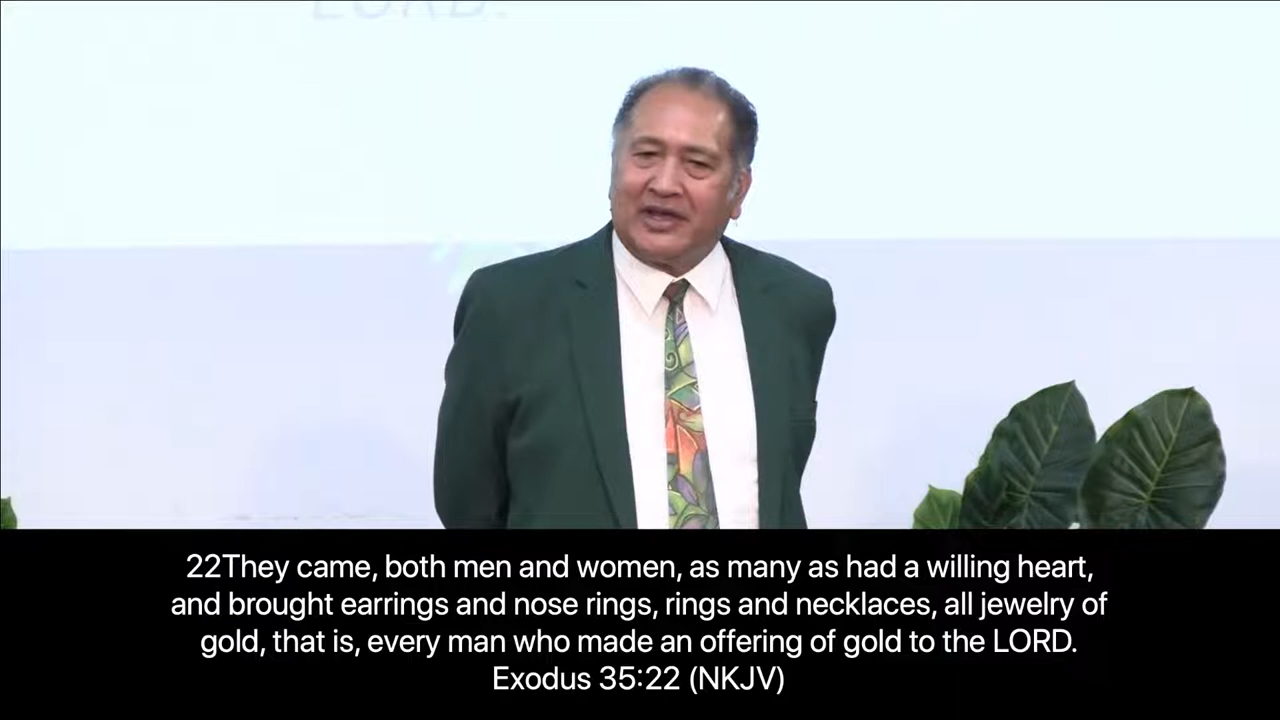 LORD.
22They came, both men and women, as many as had a willing heart,
and brought earrings and nose rings, rings and necklaces, all jewelry of
gold, that is, every man who made an offering of gold to the LORD.
Exodus 35:22 (NKJV)